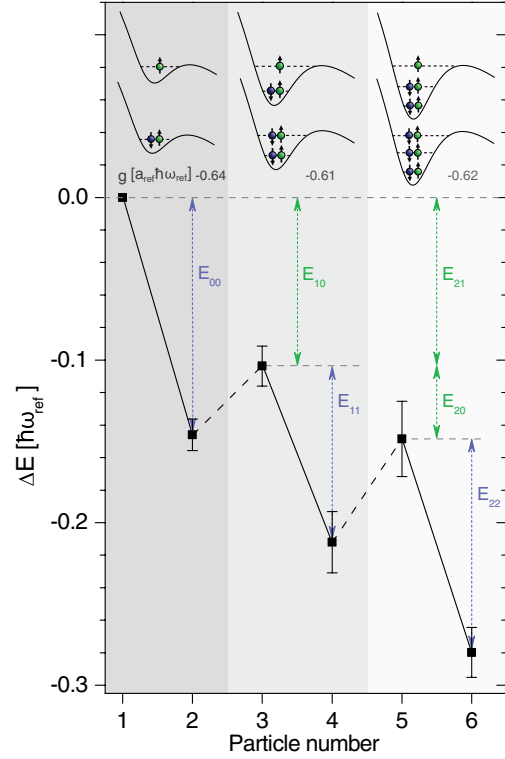 g [a_ref ħω_ref] -0.64 -0.61 -0.62
0.0
E_00 E_10 E_21
-0.1
E_11 E_20
-0.2
E_22
-0.3
ΔE [ħω_ref]
1 2 3 4 5 6
Particle number